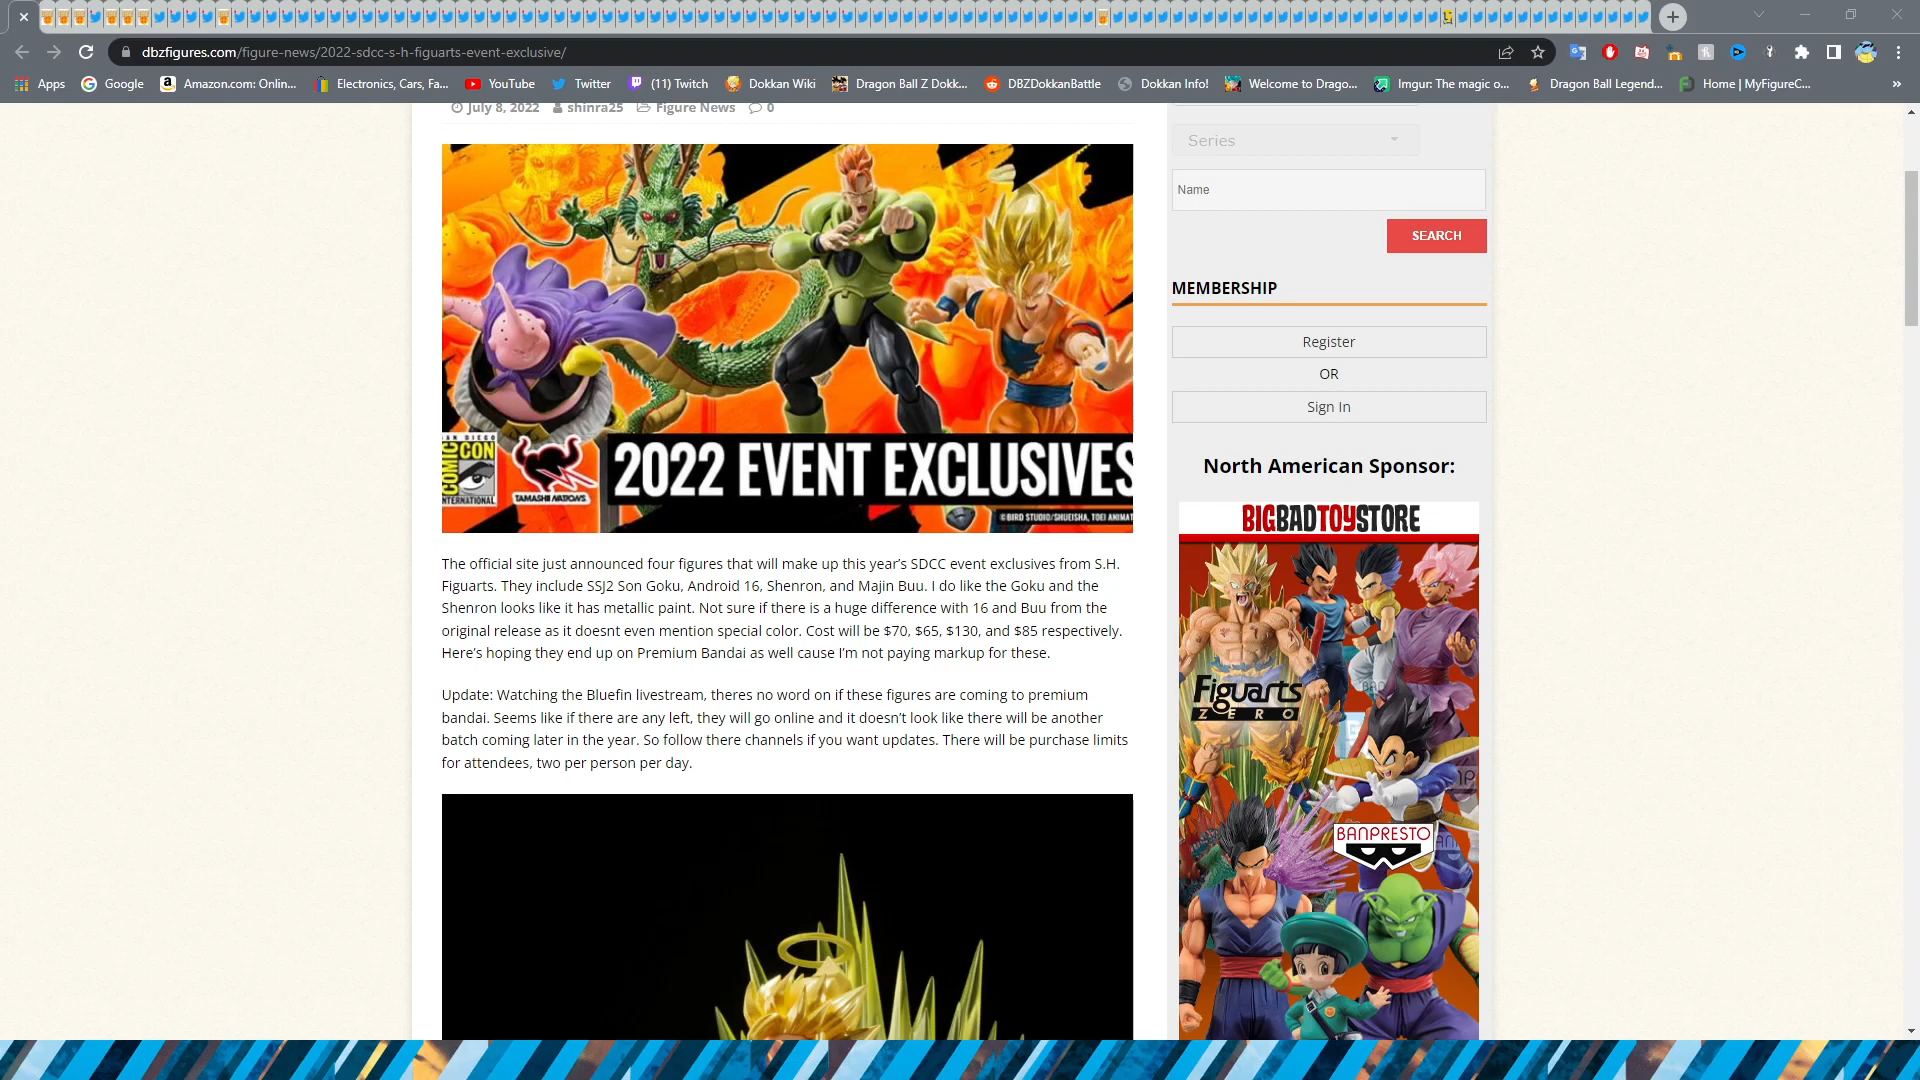 dbzfigures.com/figure-news/2022-sdcc-s-h-figuarts-event-exclusive/
Apps
Google
Amazon.com: Onlin...
Electronics, Cars, Fa...
YouTube
Twitter
(11) Twitch
Dokkan Wiki
Dragon Ball Z Dokk...
DBZDokkanBattle
Dokkan Info!
Welcome to Drago...
Imgur: The magic o...
Dragon Ball Legend...
Home | MyFigureC...
»
July 8, 2022 shinra25 Figure News 0
COMIC CON
INTERNATIONAL
TAMASHII NATIONS
2022 EVENT EXCLUSIVES
©BIRD STUDIO/SHUEISHA, TOEI ANIMAT
The official site just announced four figures that will make up this year’s SDCC event exclusives from S.H.
Figuarts. They include SSJ2 Son Goku, Android 16, Shenron, and Majin Buu. I do like the Goku and the
Shenron looks like it has metallic paint. Not sure if there is a huge difference with 16 and Buu from the
original release as it doesnt even mention special color. Cost will be $70, $65, $130, and $85 respectively.
Here’s hoping they end up on Premium Bandai as well cause I’m not paying markup for these.
Update: Watching the Bluefin livestream, theres no word on if these figures are coming to premium
bandai. Seems like if there are any left, they will go online and it doesn’t look like there will be another
batch coming later in the year. So follow there channels if you want updates. There will be purchase limits
for attendees, two per person per day.
Series
Name
SEARCH
MEMBERSHIP
Register
OR
Sign In
North American Sponsor:
BIGBADTOYSTORE
Figuarts
ZERO
BANPRESTO